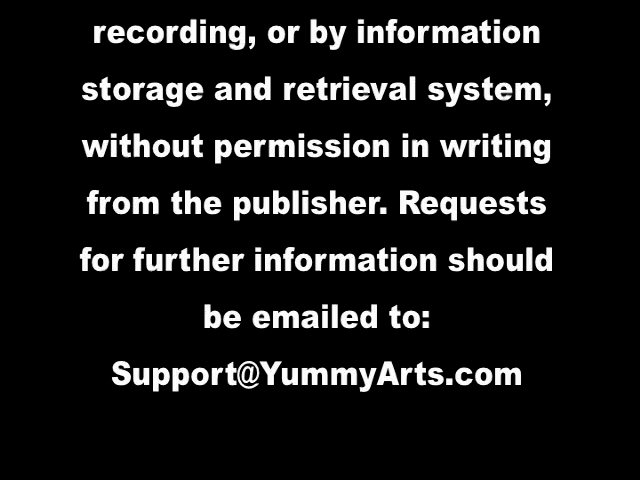 recording, or by information
storage and retrieval system,
without permission in writing
from the publisher. Requests
for further information should
be emailed to:
Support@YummyArts.com